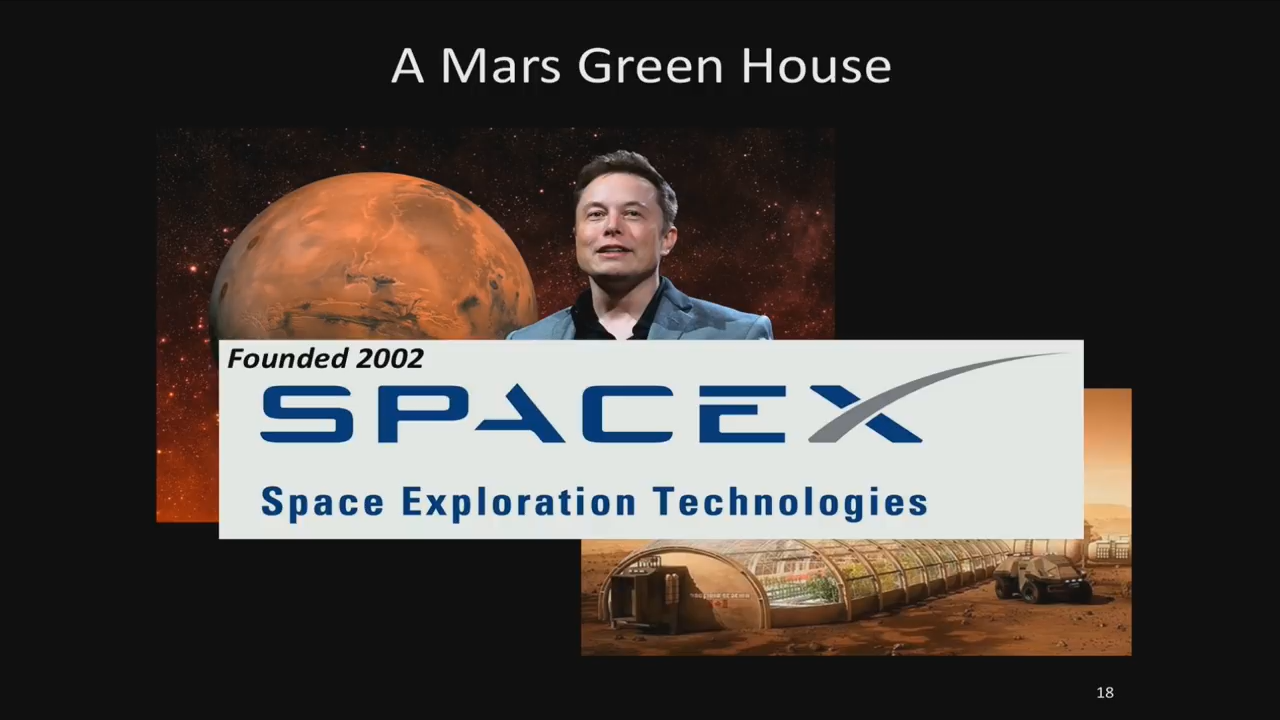 A Mars Green House
Founded 2002
SPACEX
Space Exploration Technologies
18